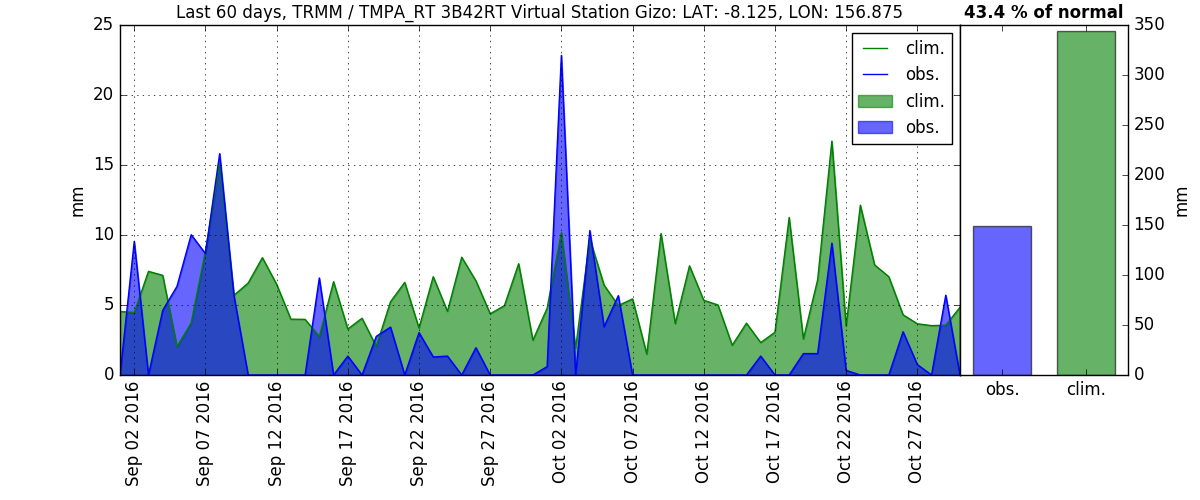 Last 60 days, TRMM / TMPA_RT 3B42RT Virtual Station Gizo: LAT: -8.125, LON: 156.875
43.4 % of normal
25
20
15
10
5
0
mm
clim.
obs.
clim.
obs.
350
300
250
200
150
100
50
0
mm
Sep 02 2016
Sep 07 2016
Sep 12 2016
Sep 17 2016
Sep 22 2016
Sep 27 2016
Oct 02 2016
Oct 07 2016
Oct 12 2016
Oct 17 2016
Oct 22 2016
Oct 27 2016
obs.
clim.